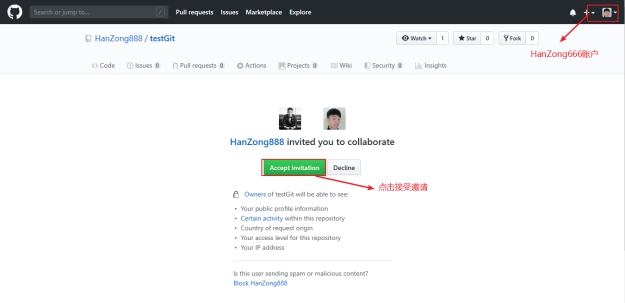 Search or jump to...
/
Pull requests Issues Marketplace Explore
HanZong888 / testGit
Watch 1
Star 0
Fork 0
HanZong666账户
Code Issues 0 Pull requests 0 Actions Projects 0 Wiki Security 0 Insights
HanZong888 invited you to collaborate
Accept invitation Decline
点击接受邀请
Owners of testGit will be able to see:
• Your public profile information
• Certain activity within this repository
• Country of request origin
• Your access level for this repository
• Your IP address
Is this user sending spam or malicious content?
Block HanZong888